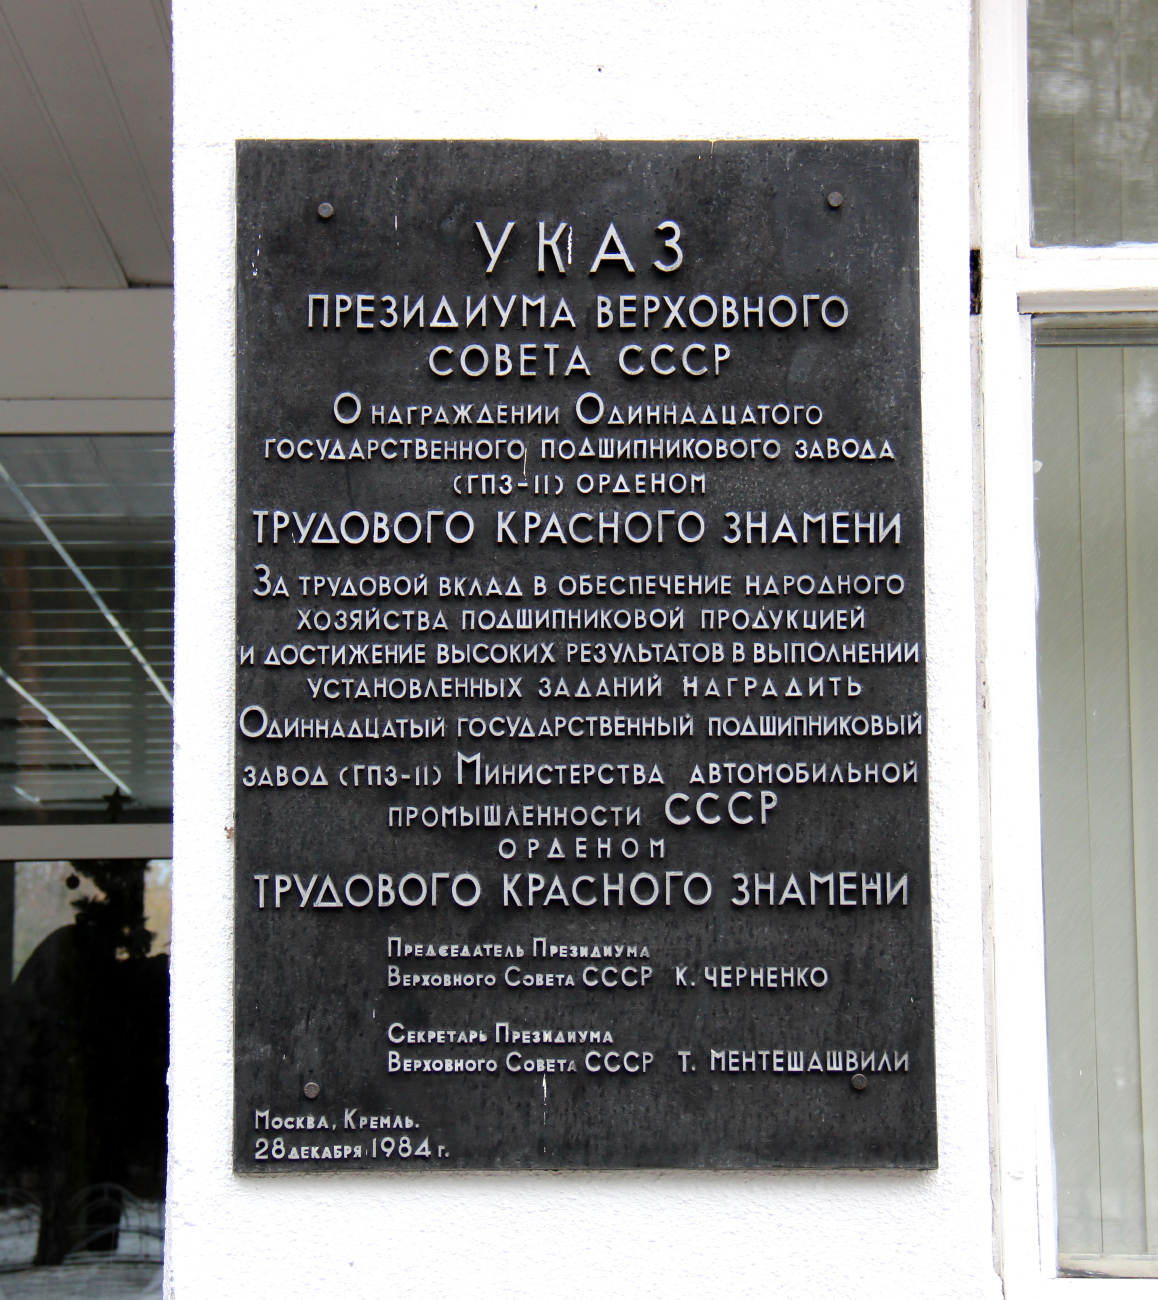 УКАЗ
ПРЕЗИДИУМА ВЕРХОВНОГО
СОВЕТА СССР
О НАГРАЖДЕНИИ ОДИННАДЦАТОГО
ГОСУДАРСТВЕННОГО ПОДШИПНИКОВОГО ЗАВОДА
(ГПЗ-11) ОРДЕНОМ
ТРУДОВОГО КРАСНОГО ЗНАМЕНИ
ЗА ТРУДОВОЙ ВКЛАД В ОБЕСПЕЧЕНИЕ НАРОДНОГО
ХОЗЯЙСТВА ПОДШИПНИКОВОЙ ПРОДУКЦИЕЙ
И ДОСТИЖЕНИЕ ВЫСОКИХ РЕЗУЛЬТАТОВ В ВЫПОЛНЕНИИ
УСТАНОВЛЕННЫХ ЗАДАНИЙ НАГРАДИТЬ
ОДИННАДЦАТЫЙ ГОСУДАРСТВЕННЫЙ ПОДШИПНИКОВЫЙ
ЗАВОД (ГПЗ-11) МИНИСТЕРСТВА АВТОМОБИЛЬНОЙ
ПРОМЫШЛЕННОСТИ СССР
ОРДЕНОМ
ТРУДОВОГО КРАСНОГО ЗНАМЕНИ
ПРЕДСЕДАТЕЛЬ ПРЕЗИДИУМА
ВЕРХОВНОГО СОВЕТА СССР К. ЧЕРНЕНКО
СЕКРЕТАРЬ ПРЕЗИДИУМА
ВЕРХОВНОГО СОВЕТА СССР Т. МЕНТЕШАШВИЛИ
МОСКВА, КРЕМЛЬ.
28 ДЕКАБРЯ 1984 Г.